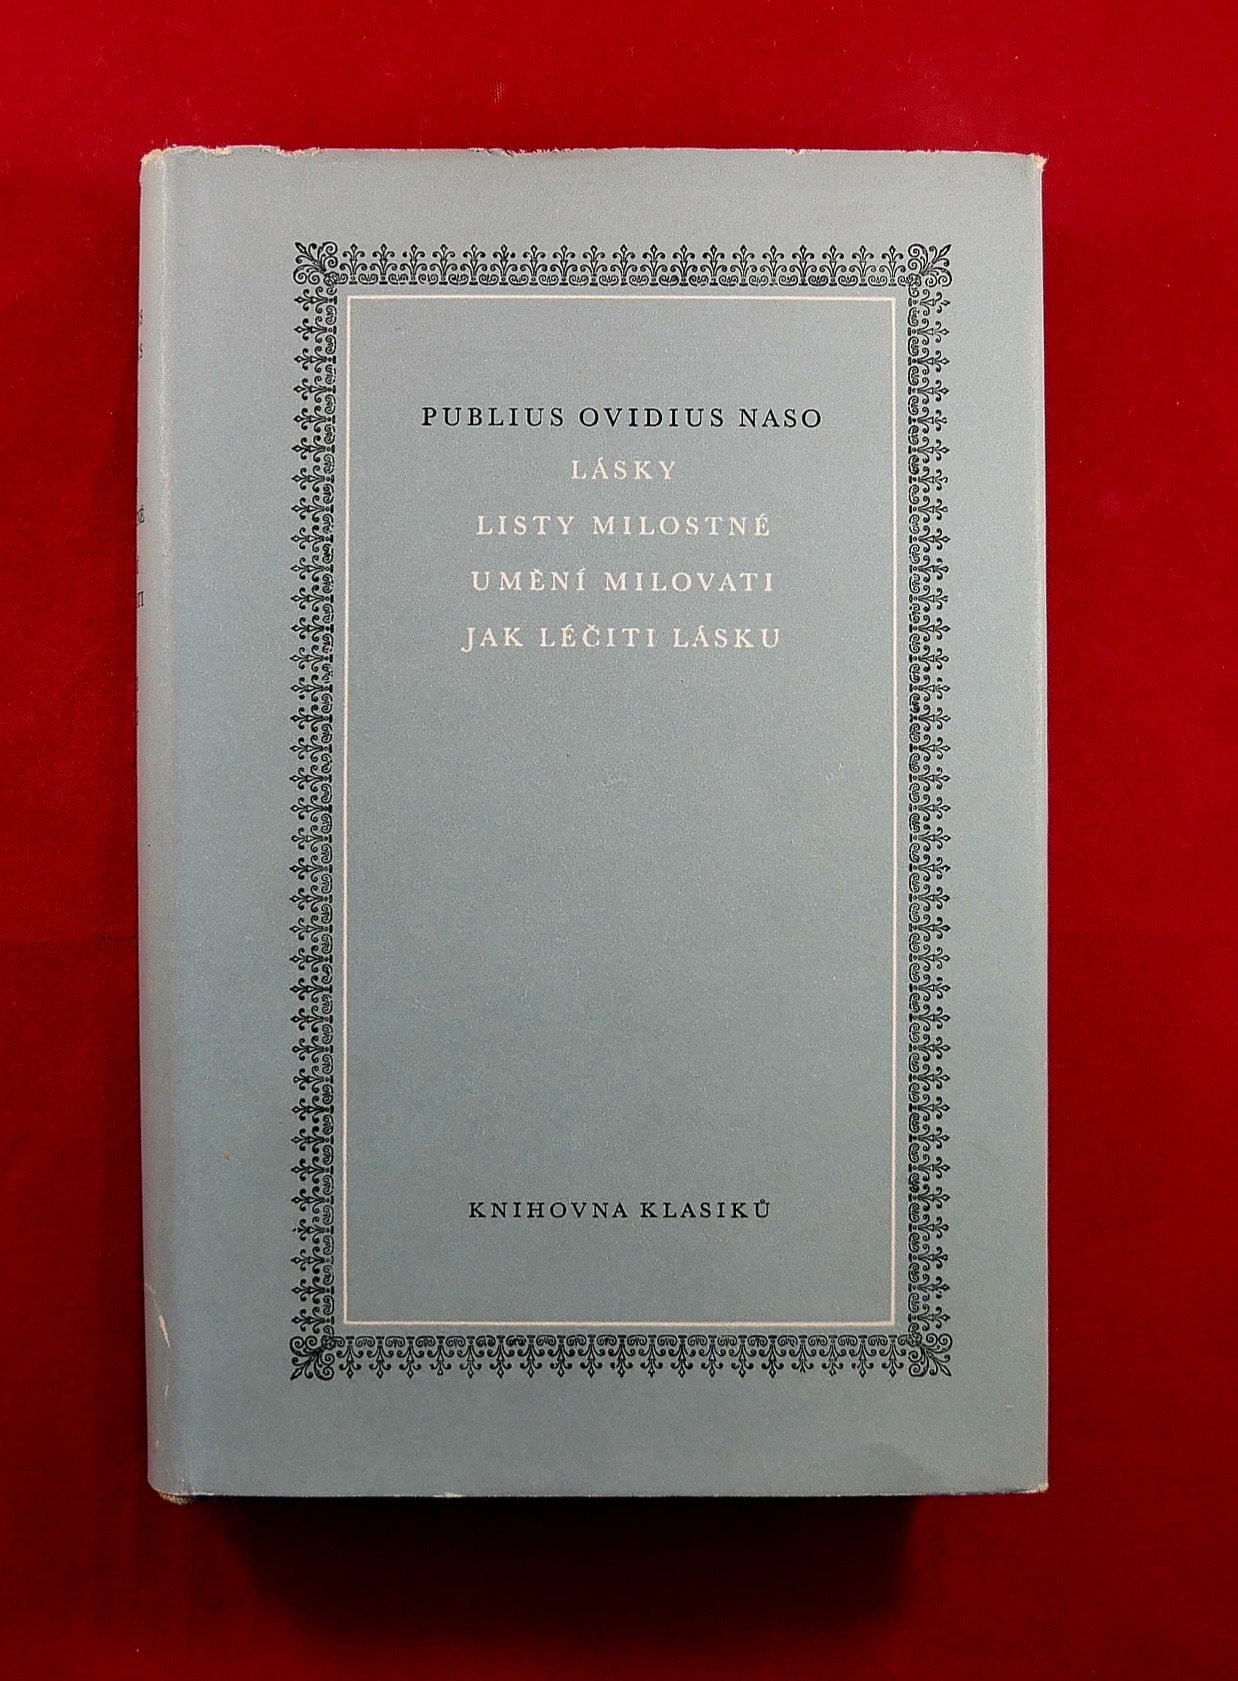 PUBLIUS OVIDIUS NASO
LÁSKY
LISTY MILOSTNÉ
UMĚNÍ MILOVATI
JAK LÉČITI LÁSKU
KNIHOVNA KLASIKŮ